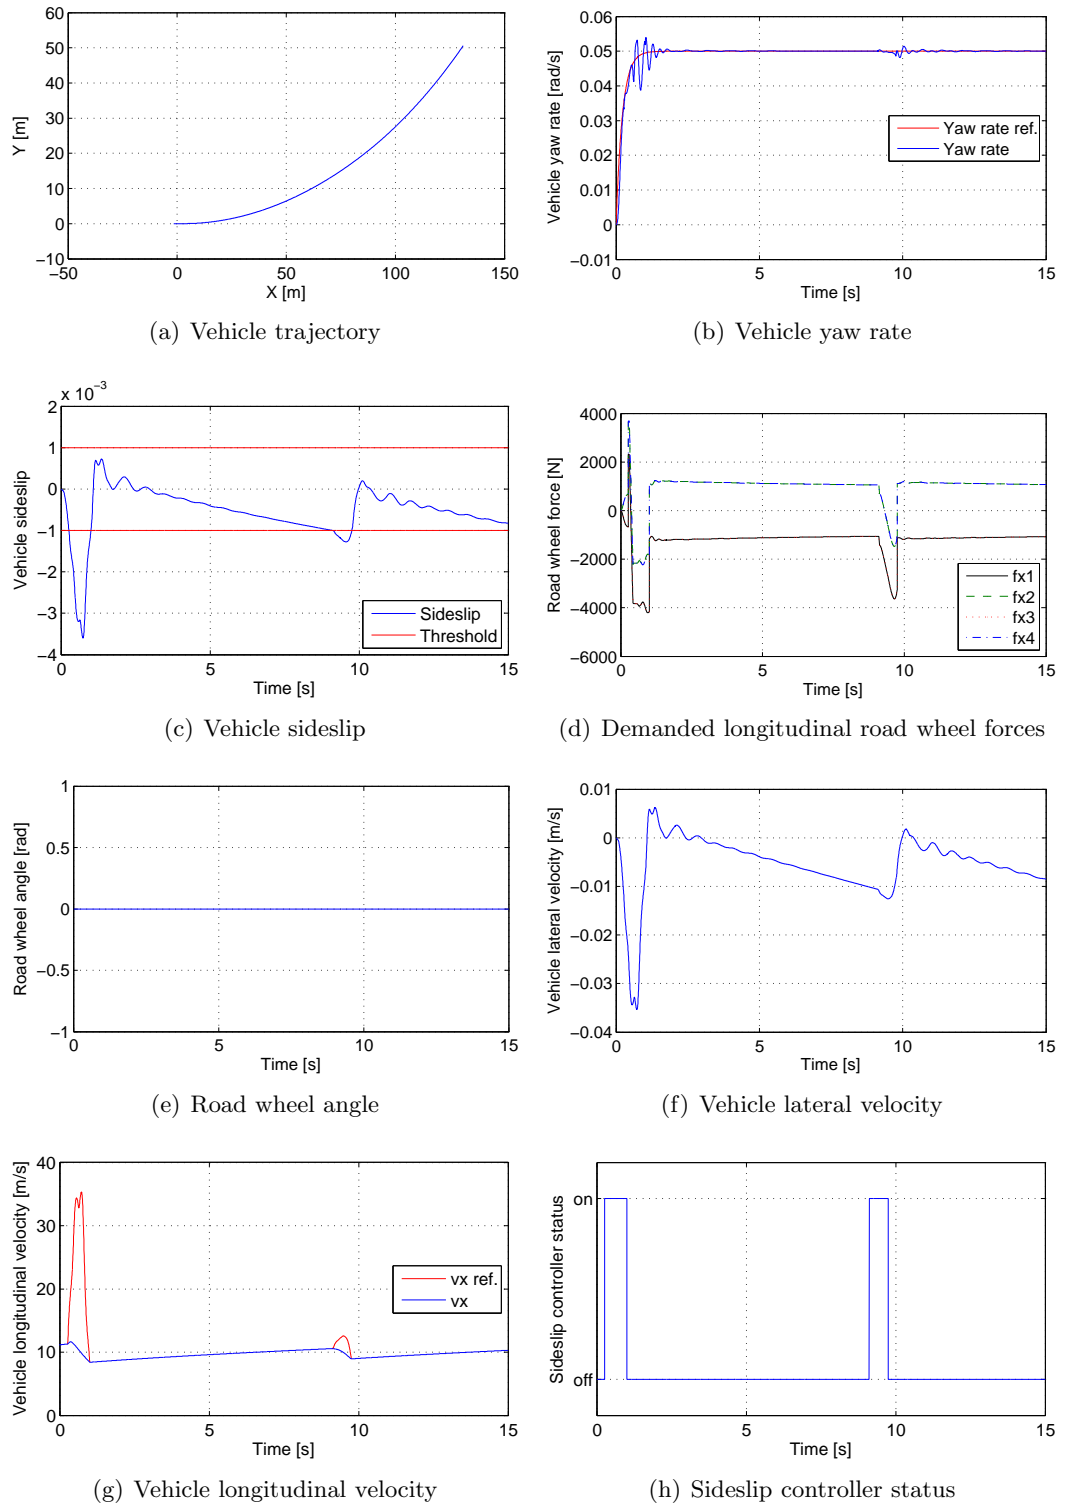 60
50
40
30
20
10
0
−10
−50 0 50 100 150
Y [m]
X [m]
(a) Vehicle trajectory
0.06
0.05
0.04
0.03
0.02
0.01
0
−0.01
0 5 10 15
Vehicle yaw rate [rad/s]
Time [s]
Yaw rate ref.
Yaw rate
(b) Vehicle yaw rate
x 10−3
2
1
0
−1
−2
−3
−4
0 5 10 15
Vehicle sideslip
Time [s]
Sideslip
Threshold
(c) Vehicle sideslip
4000
2000
0
−2000
−4000
−6000
0 5 10 15
Road wheel force [N]
Time [s]
fx1
fx2
fx3
fx4
(d) Demanded longitudinal road wheel forces
1
0.5
0
−0.5
−1
0 5 10 15
Road wheel angle [rad]
Time [s]
(e) Road wheel angle
0.01
0
−0.01
−0.02
−0.03
−0.04
0 5 10 15
Vehicle lateral velocity [m/s]
Time [s]
(f) Vehicle lateral velocity
40
30
20
10
0
0 5 10 15
Vehicle longitudinal velocity [m/s]
Time [s]
vx ref.
vx
(g) Vehicle longitudinal velocity
on
off
0 5 10 15
Sideslip controller status
Time [s]
(h) Sideslip controller status